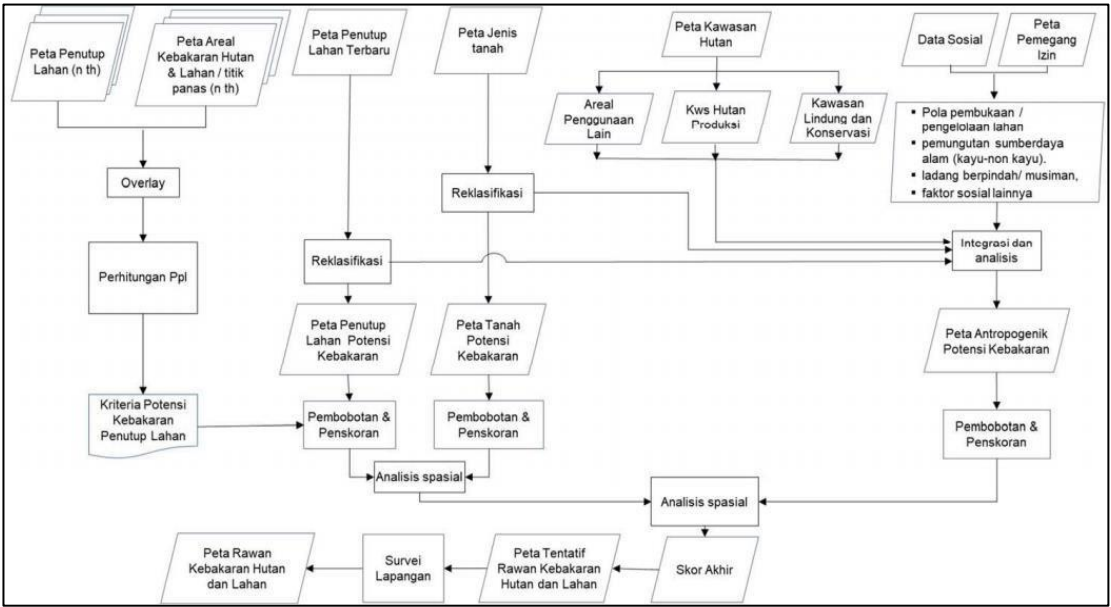 Peta Penutup
Lahan (n th)
Peta Areal
Kebakaran Hutan
& Lahan / titik
panas (n th)
Peta Penutup
Lahan Terbaru
Peta Jenis
tanah
Peta Kawasan
Hutan
Data Sosial
Peta
Pemegang
Izin
Areal
Penggunaan
Lain
Kws Hutan
Produksi
Kawasan
Lindung dan
Konservasi
▪ Pola pembukaan /
pengelolaan lahan
▪ pemungutan sumberdaya
alam (kayu-non kayu).
▪ ladang berpindah/ musiman,
▪ faktor sosial lainnya
Overlay
Reklasifikasi
Perhitungan Ppl
Reklasifikasi
Integrasi dan
analisis
Peta Penutup
Lahan Potensi
Kebakaran
Peta Tanah
Potensi
Kebakaran
Peta Antropogenik
Potensi Kebakaran
Kriteria Potensi
Kebakaran
Penutup Lahan
Pembobotan &
Penskoran
Pembobotan &
Penskoran
Pembobotan &
Penskoran
Analisis spasial
Analisis spasial
Peta Rawan
Kebakaran Hutan
dan Lahan
Survei
Lapangan
Peta Tentatif
Rawan Kebakaran
Hutan dan Lahan
Skor Akhir